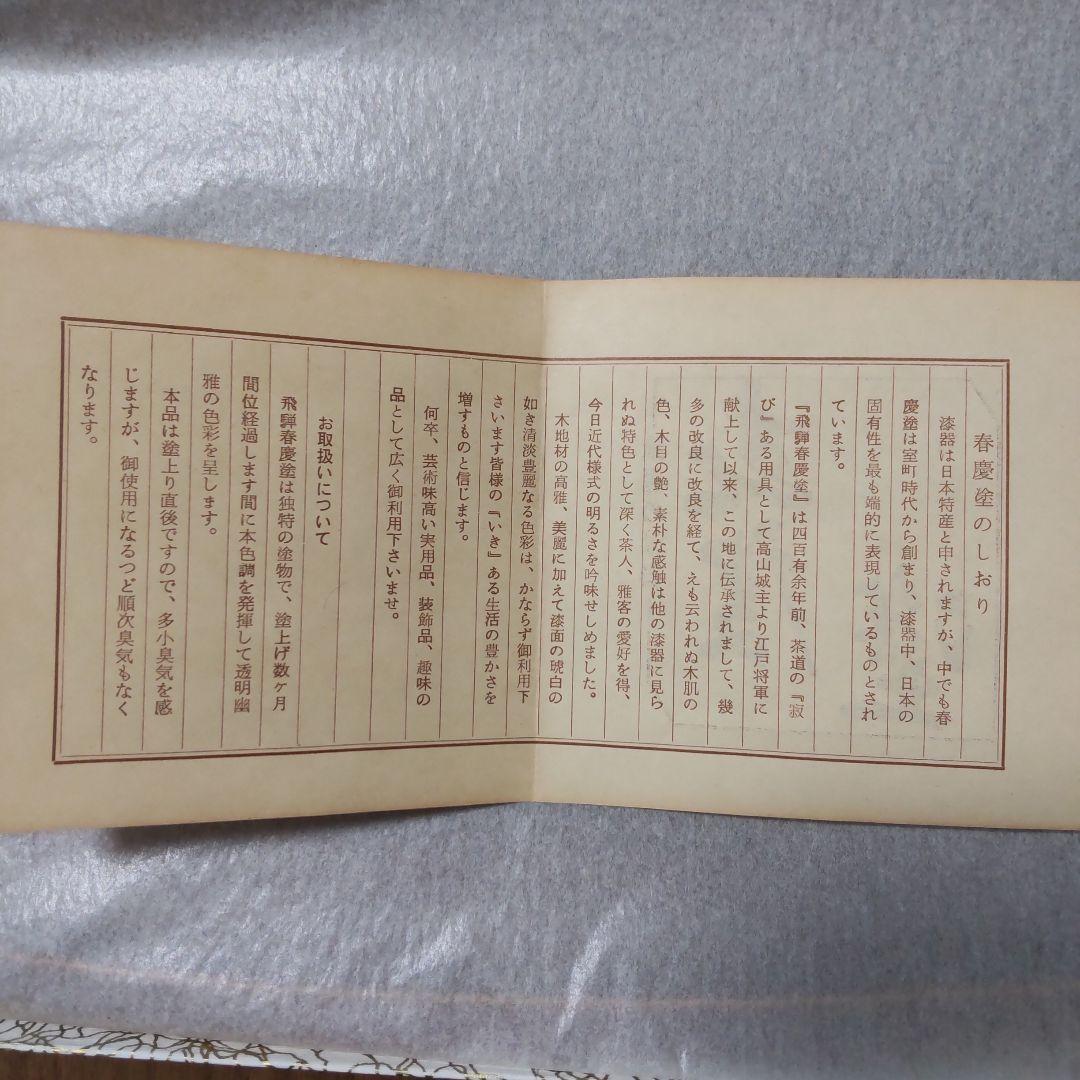 春慶塗のしおり
漆器は日本特産と申されますが、中でも春
慶塗は室町時代から創まり、漆器中、日本の
固有性を最も端的に表現しているものとされ
ています。
『飛騨春慶塗』は四百有余年前、茶道の『寂
び』ある用具として高山城主より江戸将軍に
献上して以来、この地に伝承されまして、幾
多の改良に改良を経て、えも云われぬ木肌の
色、木目の艶、素朴な感触は他の漆器に見ら
れぬ特色として深く茶人、雅客の愛好を得、
今日近代様式の明るさを吟味せしめました。
木地材の高雅、美麗に加えて漆面の琥白の
如き清淡豊麗なる色彩は、かならず御利用下
さいます皆様の『いき』ある生活の豊かさを
増すものと信じます。
何卒、芸術味高い実用品、装飾品、趣味の
品として広く御利用下さいませ。
お取扱いについて
飛騨春慶塗は独特の塗物で、塗上げ数ヶ月
間位経過します間に本色調を発揮して透明幽
雅の色彩を呈します。
本品は塗上り直後ですので、多小臭気を感
じますが、御使用になるつど順次臭気もなく
なります。